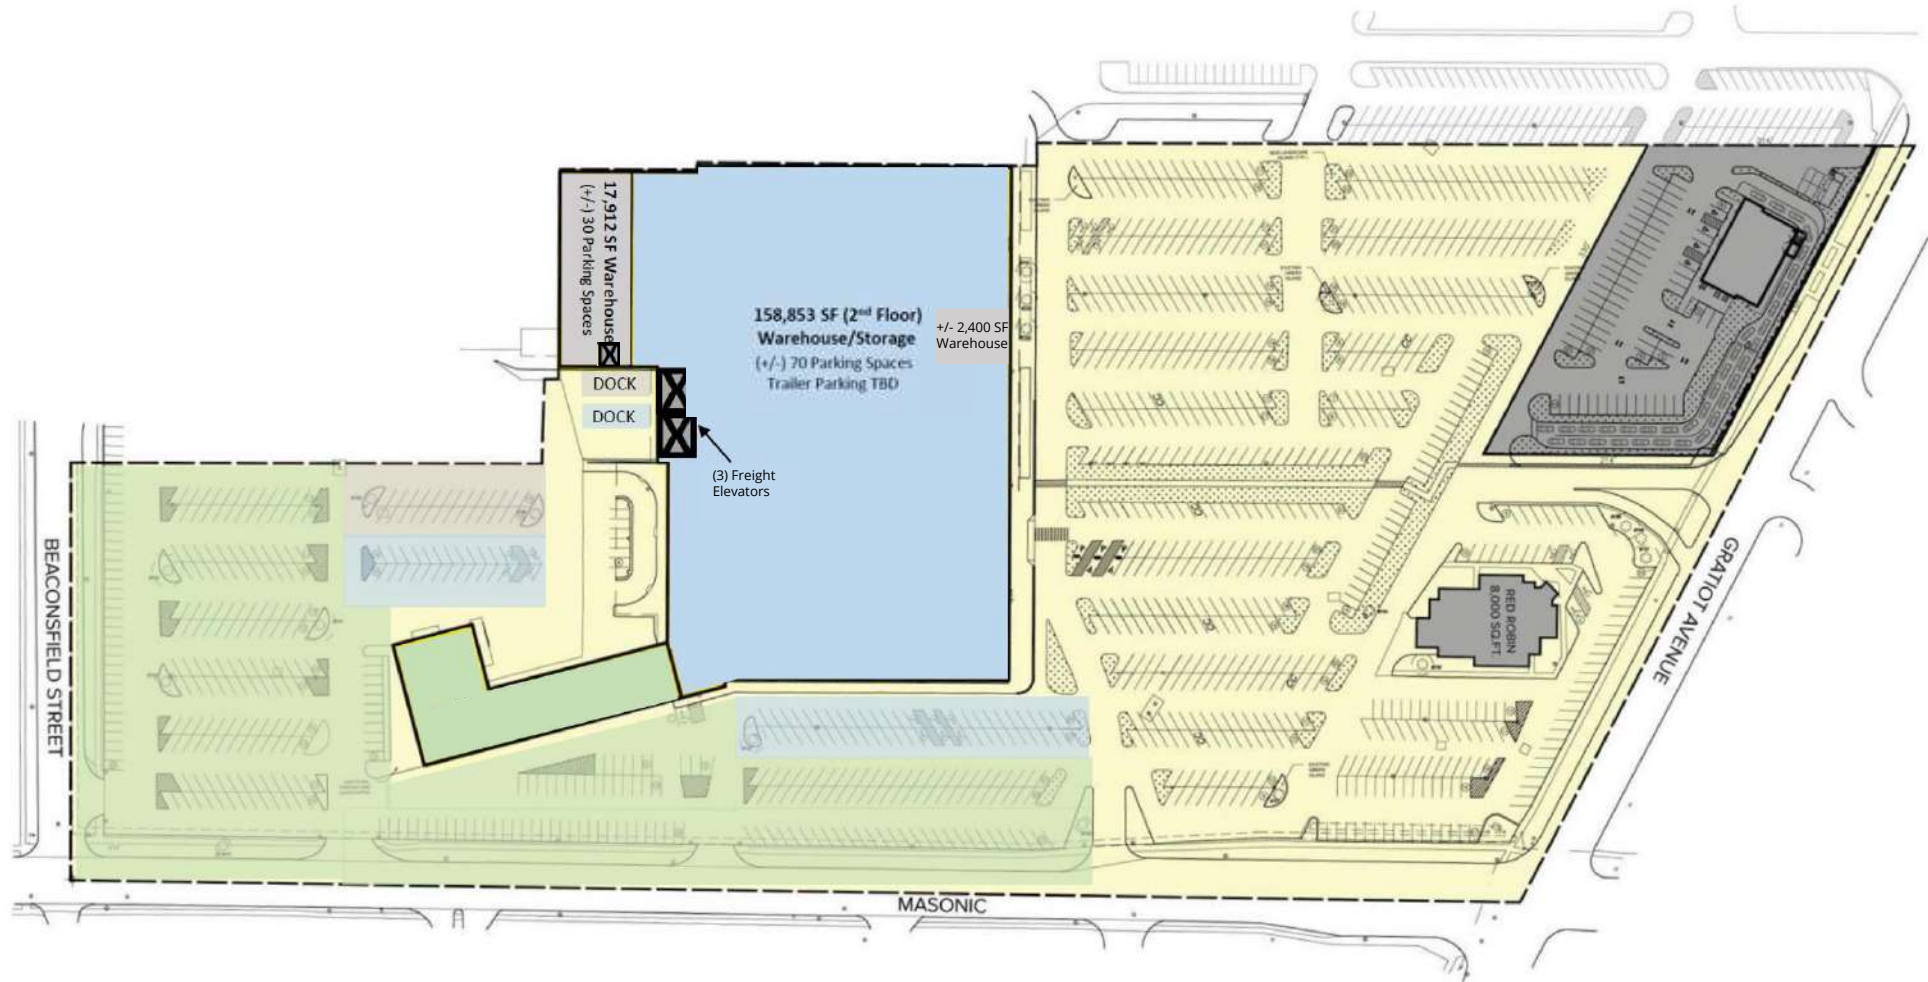 17,912 SF Warehouse
(+/-) 30 Parking Spaces
158,853 SF (2nd Floor)
Warehouse/Storage
(+/-) 70 Parking Spaces
Trailer Parking TBD
+/- 2,400 SF
Warehouse
DOCK
DOCK
(3) Freight
Elevators
BEACONSFIELD STREET
GRATIOT AVENUE
RED ROBIN
8,000 SQ.FT.
MASONIC